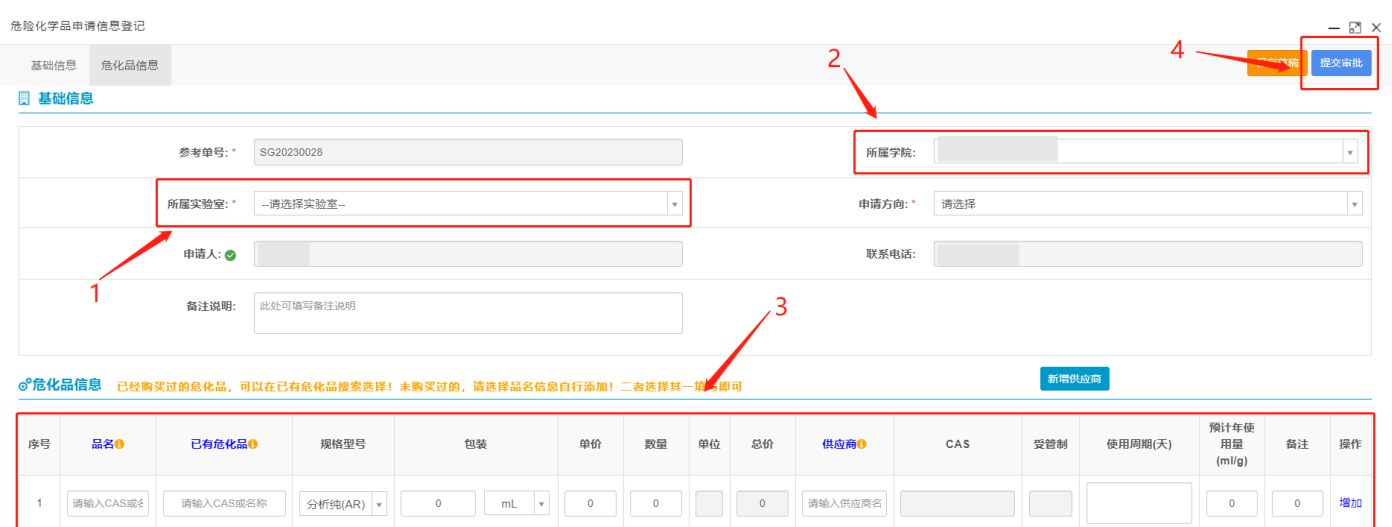 危险化学品申请信息登记
基础信息 危化品信息
2
4
提交审批
基础信息
参考单号: * SG20230028 所属学院:
所属实验室: * --请选择实验室-- 申请方向: * 请选择
申请人: 联系电话:
1
备注说明: 此处可填写备注说明
3
危化品信息 已经购买过的危化品，可以在已有危化品搜索选择！未购买过的，请选择品名信息自行添加！二者选择其一填写即可 新增供应商
序号 品名 已有危化品 规格型号 包装 单价 数量 单位 总价 供应商 CAS 受管制 使用周期(天) 预计年使用量(ml/g) 备注 操作
1 请输入CAS或名 请输入CAS或名称 分析纯(AR) 0 mL 0 0 0 请输入供应商名 0 0 增加